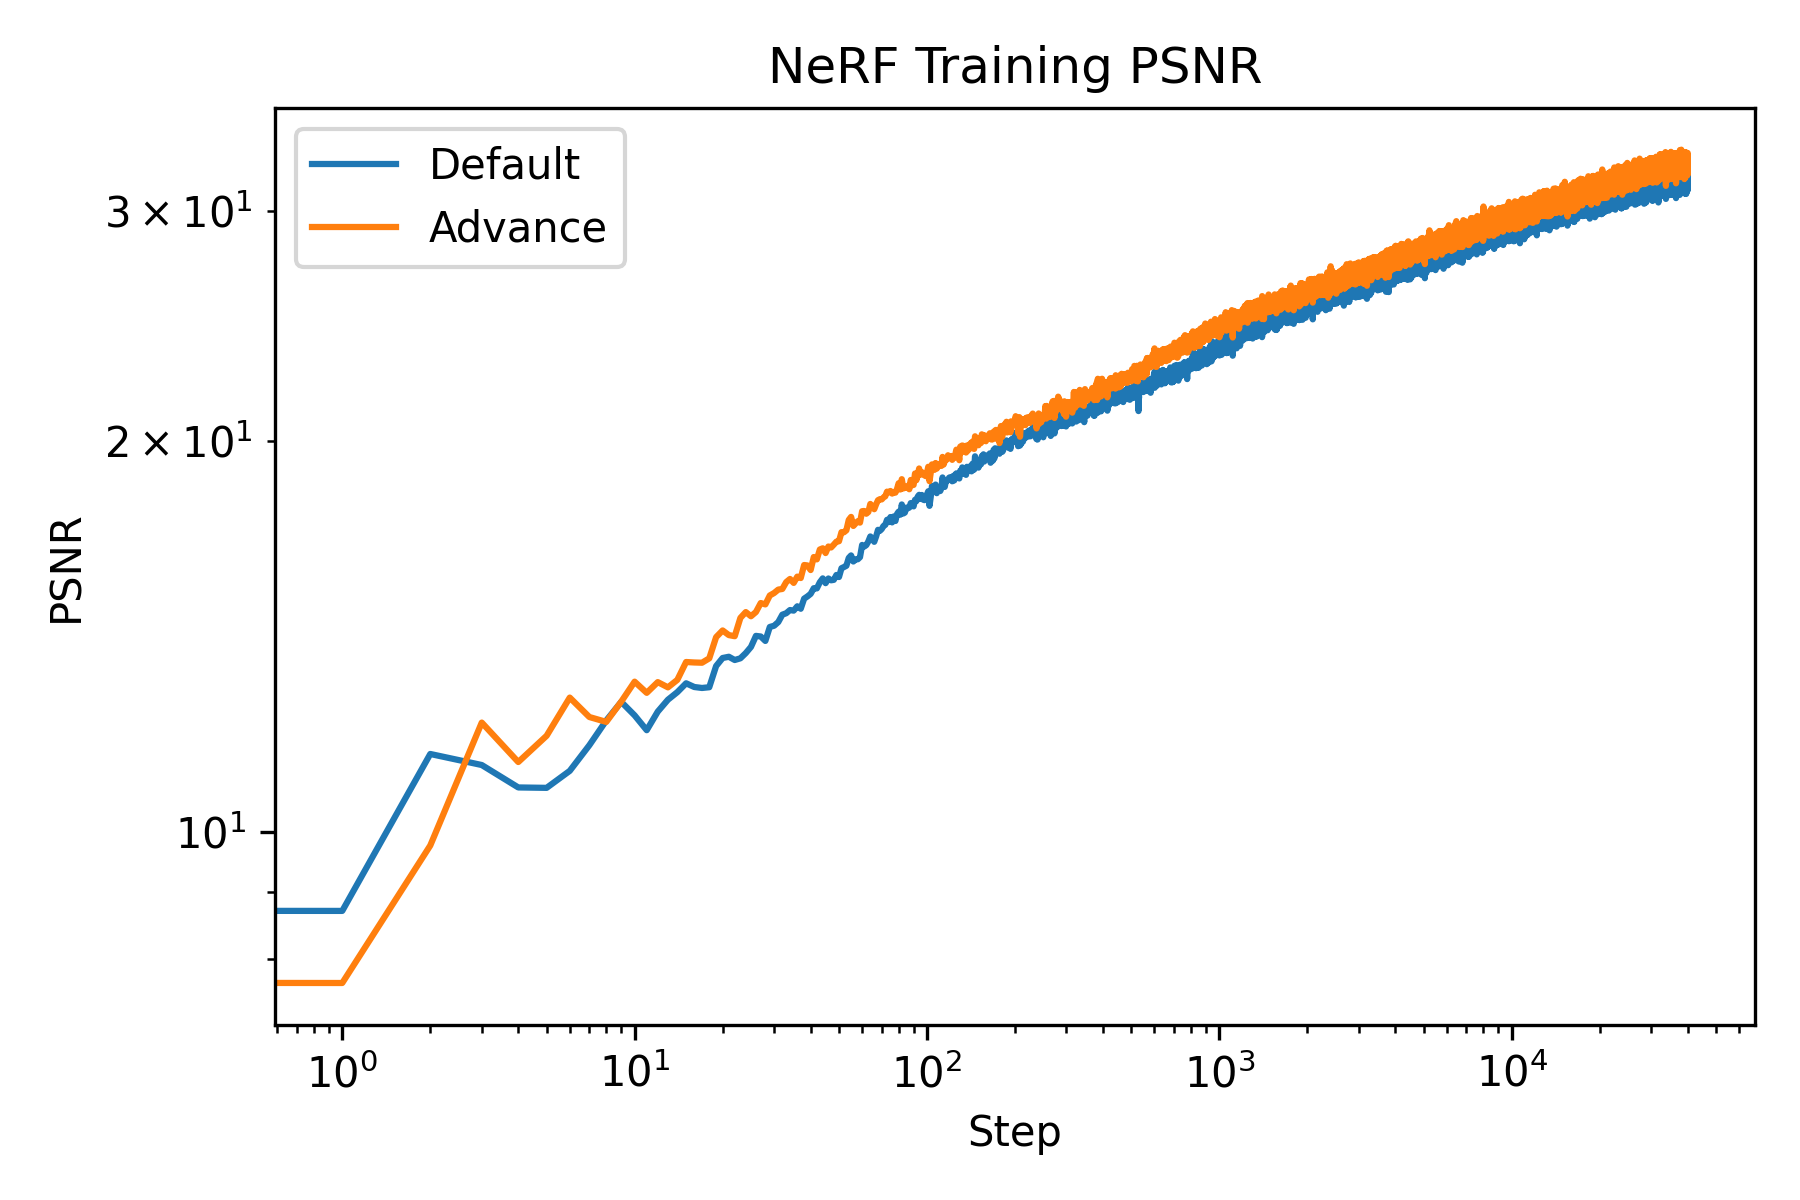 NeRF Training PSNR
Default
Advance
3 × 10¹
2 × 10¹
10¹
PSNR
10⁰ 10¹ 10² 10³ 10⁴
Step